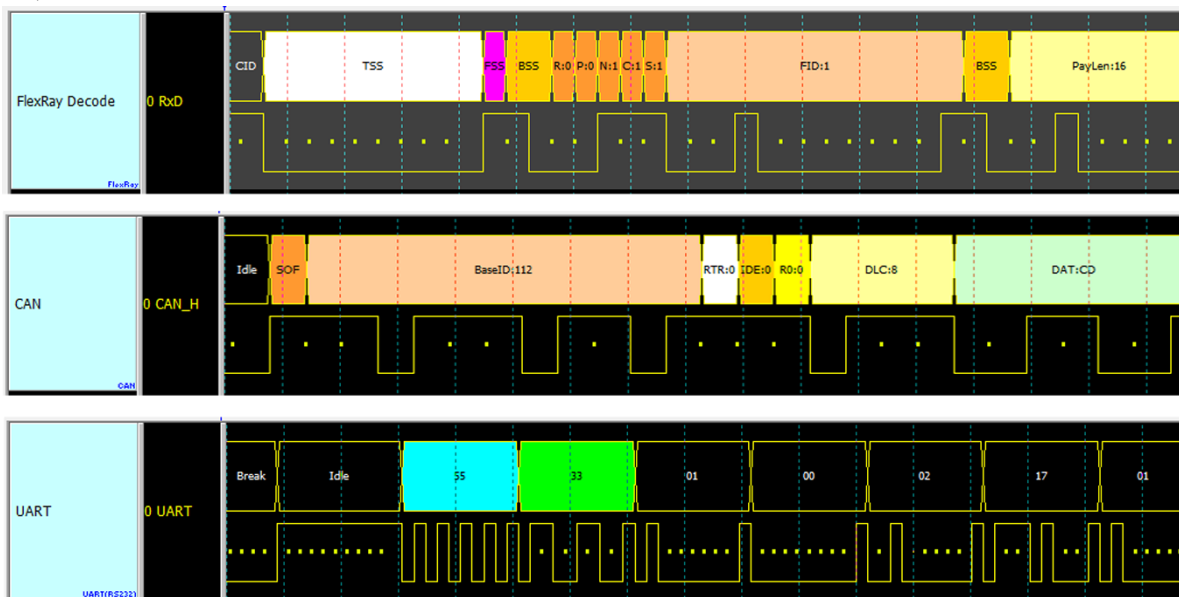 CID TSS FSS BSS R:0 P:0 N:1 C:1 S:1 FID:1 BSS PayLen:16
FlexRay Decode 0 RxD
FlexRay
Idle SOF BaseID:112 RTR:0 IDE:0 R0:0 DLC:8 DAT:CD
CAN 0 CAN_H
CAN
Break Idle 55 33 01 00 02 17 01
UART 0 UART
UART(RS232)